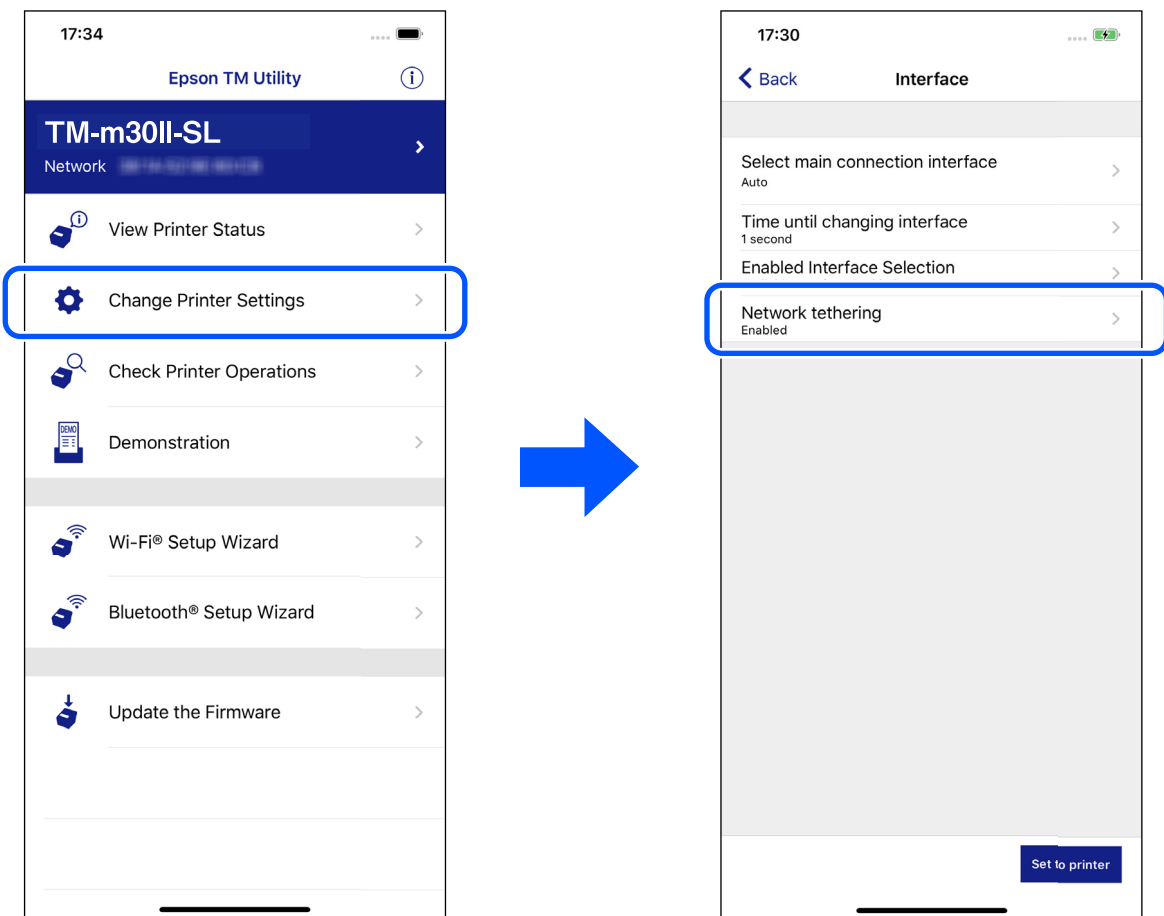 17:34
Epson TM Utility
TM-m30II-SL
Network
View Printer Status
Change Printer Settings
Check Printer Operations
DEMO
Demonstration
Wi-Fi® Setup Wizard
Bluetooth® Setup Wizard
Update the Firmware
17:30
Back
Interface
Select main connection interface
Auto
Time until changing interface
1 second
Enabled Interface Selection
Network tethering
Enabled
Set to printer